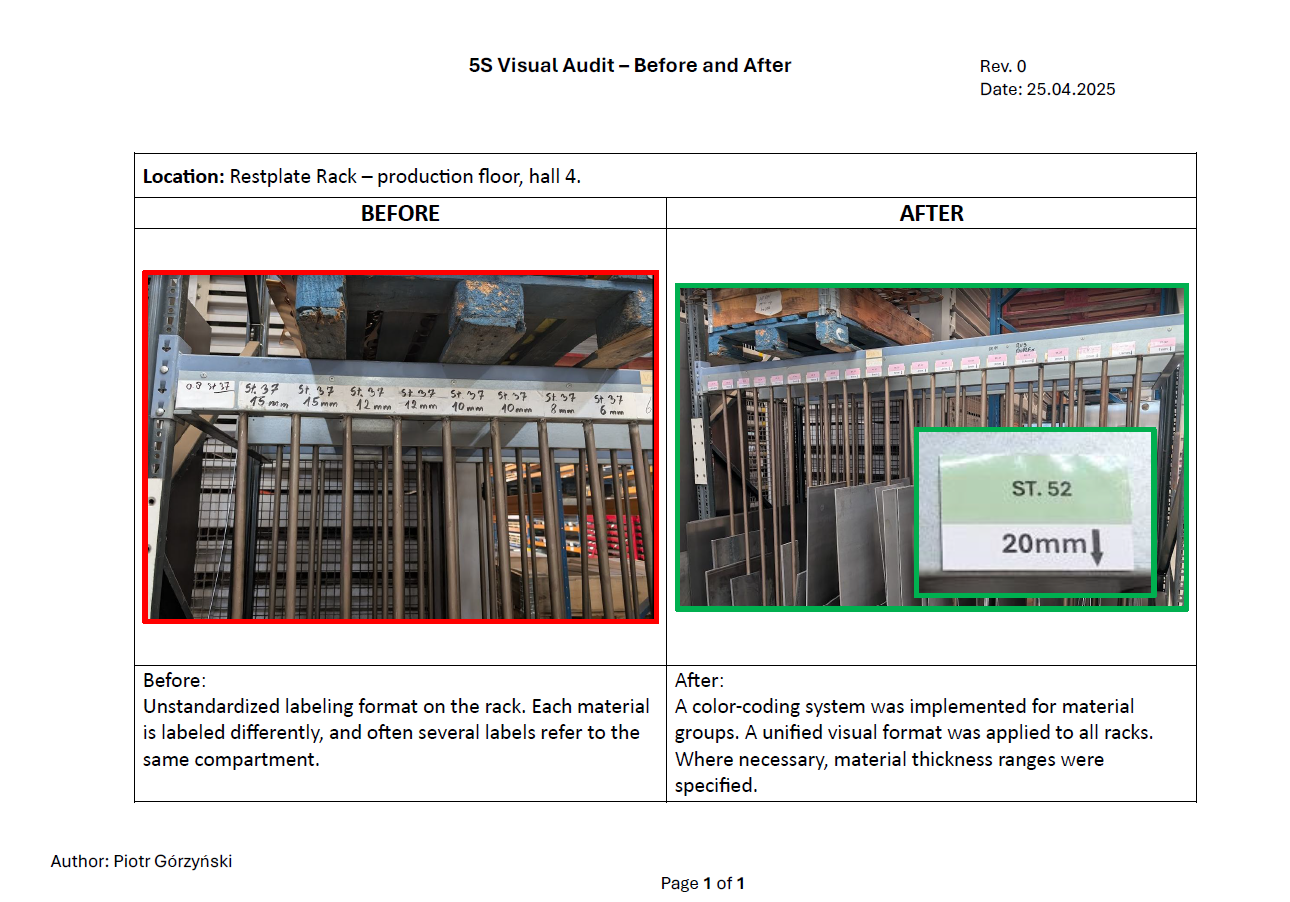 5S Visual Audit – Before and After
Rev. 0
Date: 25.04.2025
Location: Restplate Rack – production floor, hall 4.
BEFORE
AFTER
St. 37
15 mm
St. 37
15 mm
St. 37
12 mm
St. 37
12 mm
St. 37
10 mm
St. 37
10 mm
St. 37
8 mm
St. 37
6 mm
ST. 52
20mm
Before:
Unstandardized labeling format on the rack. Each material
is labeled differently, and often several labels refer to the
same compartment.
After:
A color-coding system was implemented for material
groups. A unified visual format was applied to all racks.
Where necessary, material thickness ranges were
specified.
Author: Piotr Górzyński
Page 1 of 1